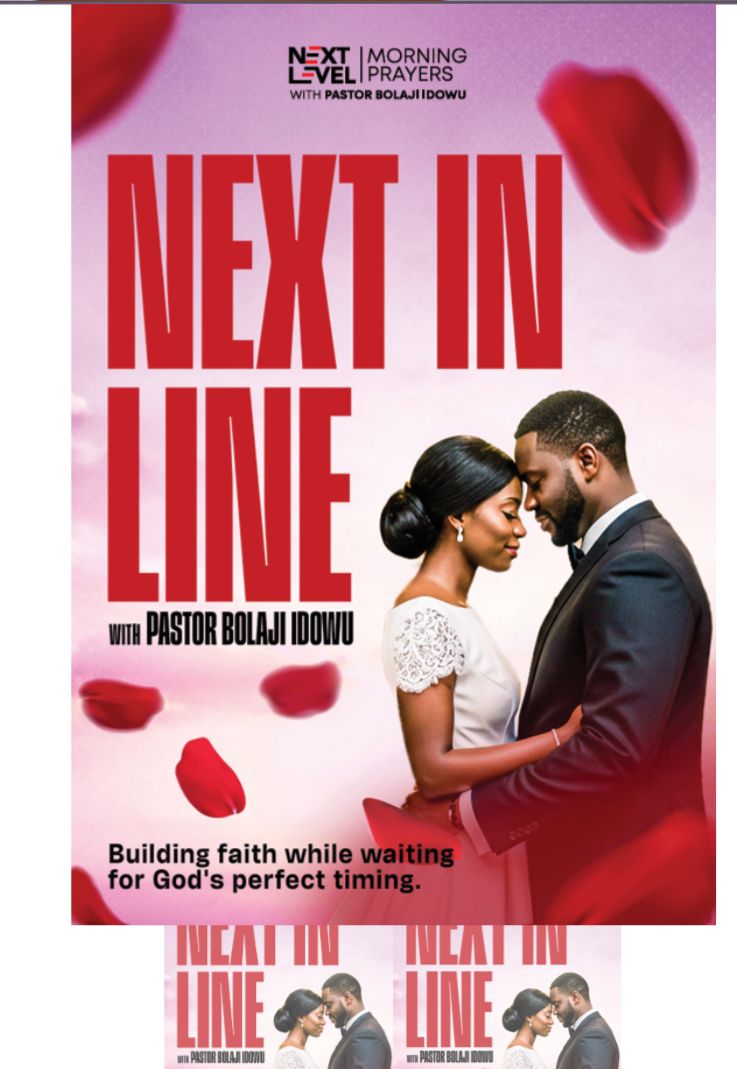 NEXT LEVEL | MORNING PRAYERS
WITH PASTOR BOLAJI IDOWU
NEXT IN
LINE
WITH PASTOR BOLAJI IDOWU
Building faith while waiting
for God's perfect timing.
NEXT IN NEXT IN
LINE LINE
WITH PASTOR BOLAJI IDOWU WITH PASTOR BOLAJI IDOWU